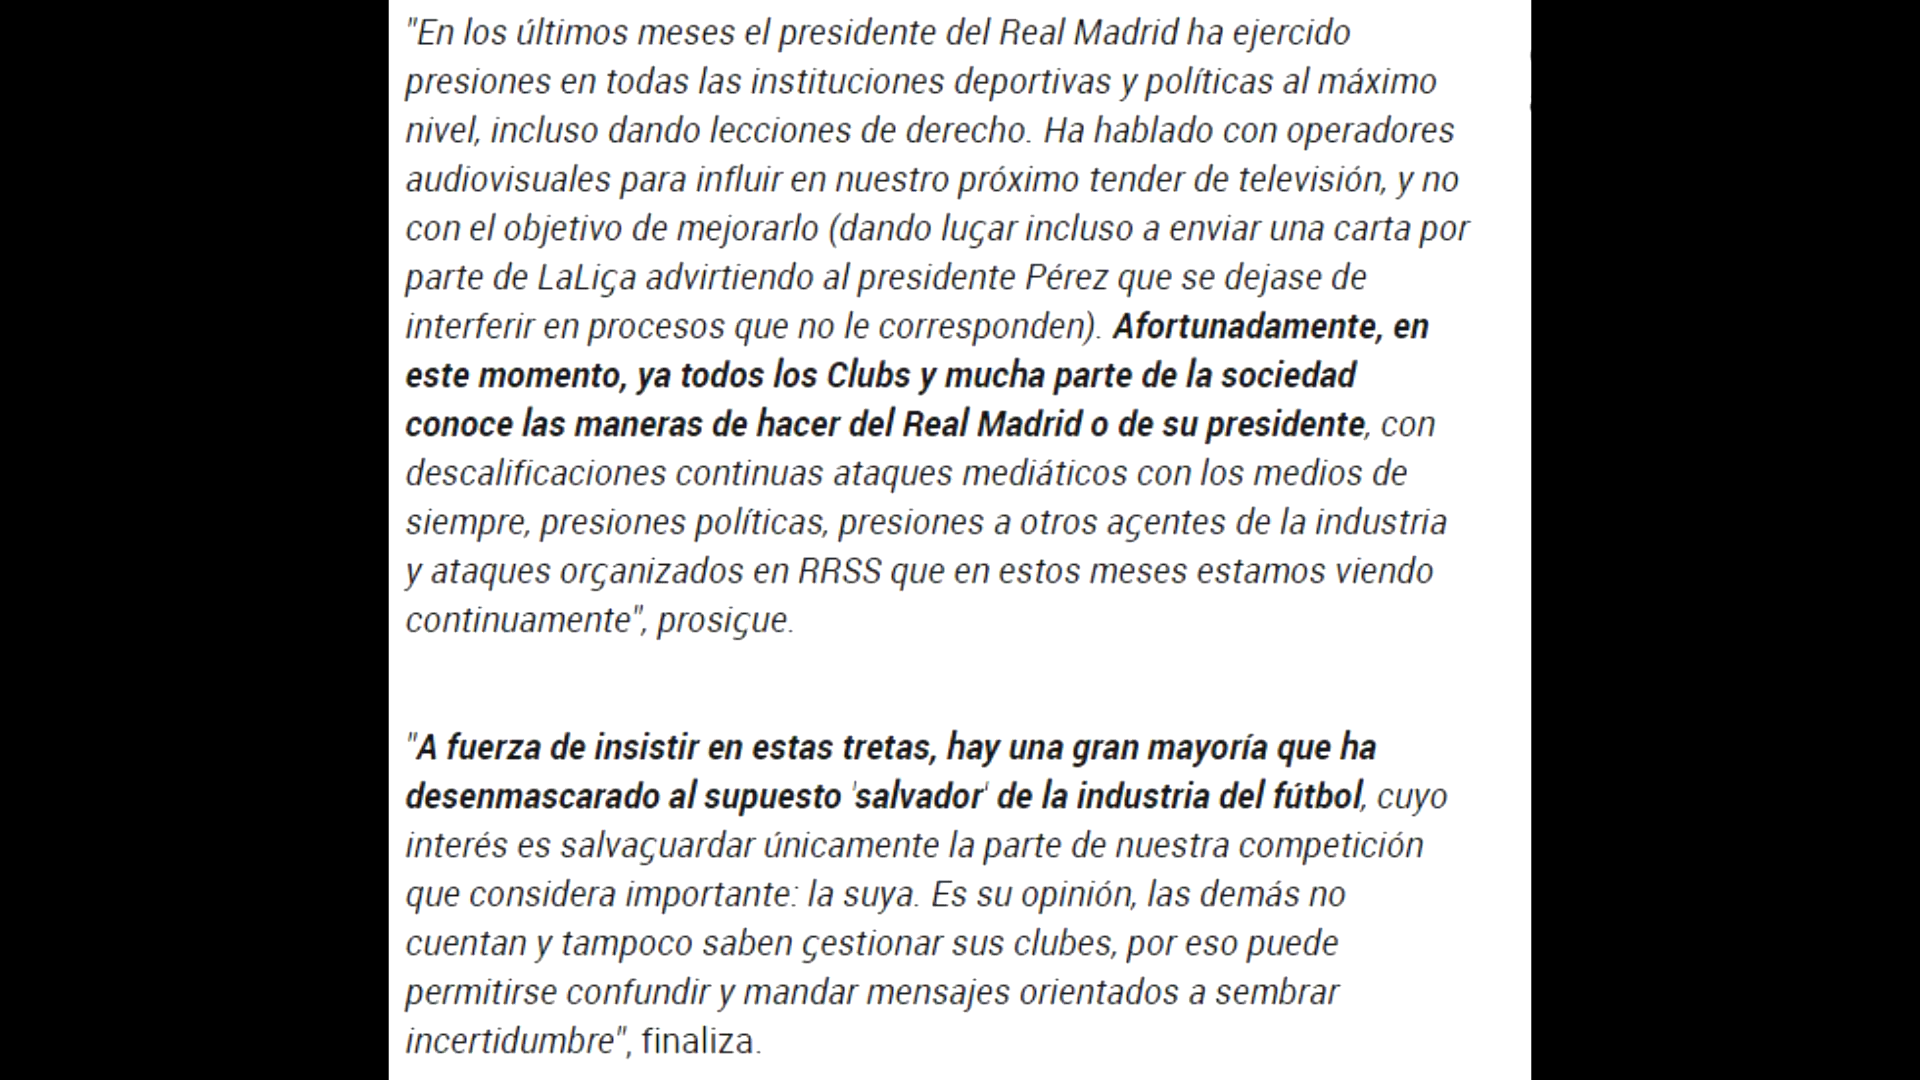 "En los últimos meses el presidente del Real Madrid ha ejercido
presiones en todas las instituciones deportivas y políticas al máximo
nivel, incluso dando lecciones de derecho. Ha hablado con operadores
audiovisuales para influir en nuestro próximo tender de televisión, y no
con el objetivo de mejorarlo (dando lugar incluso a enviar una carta por
parte de LaLiga advirtiendo al presidente Pérez que se dejase de
interferir en procesos que no le corresponden). Afortunadamente, en
este momento, ya todos los Clubs y mucha parte de la sociedad
conoce las maneras de hacer del Real Madrid o de su presidente, con
descalificaciones continuas ataques mediáticos con los medios de
siempre, presiones políticas, presiones a otros agentes de la industria
y ataques organizados en RRSS que en estos meses estamos viendo
continuamente", prosigue.
"A fuerza de insistir en estas tretas, hay una gran mayoría que ha
desenmascarado al supuesto 'salvador' de la industria del fútbol, cuyo
interés es salvaguardar únicamente la parte de nuestra competición
que considera importante: la suya. Es su opinión, las demás no
cuentan y tampoco saben gestionar sus clubes, por eso puede
permitirse confundir y mandar mensajes orientados a sembrar
incertidumbre", finaliza.